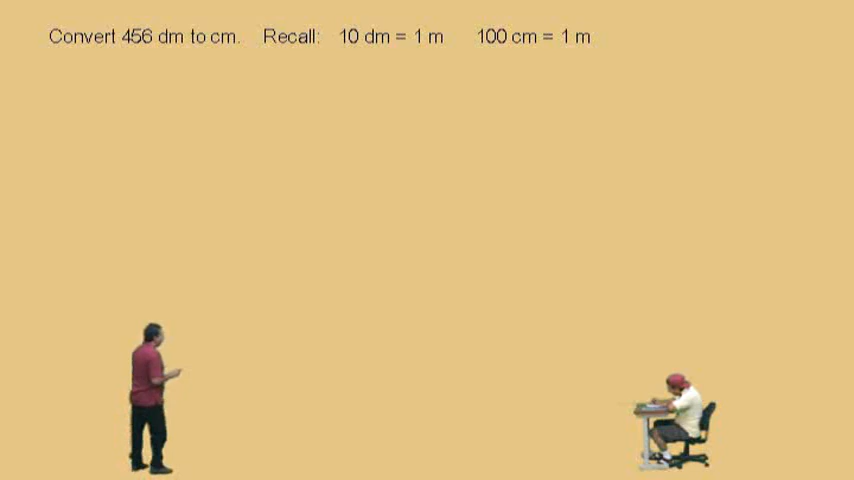 Convert 456 dm to cm. Recall: 10 dm = 1 m 100 cm = 1 m